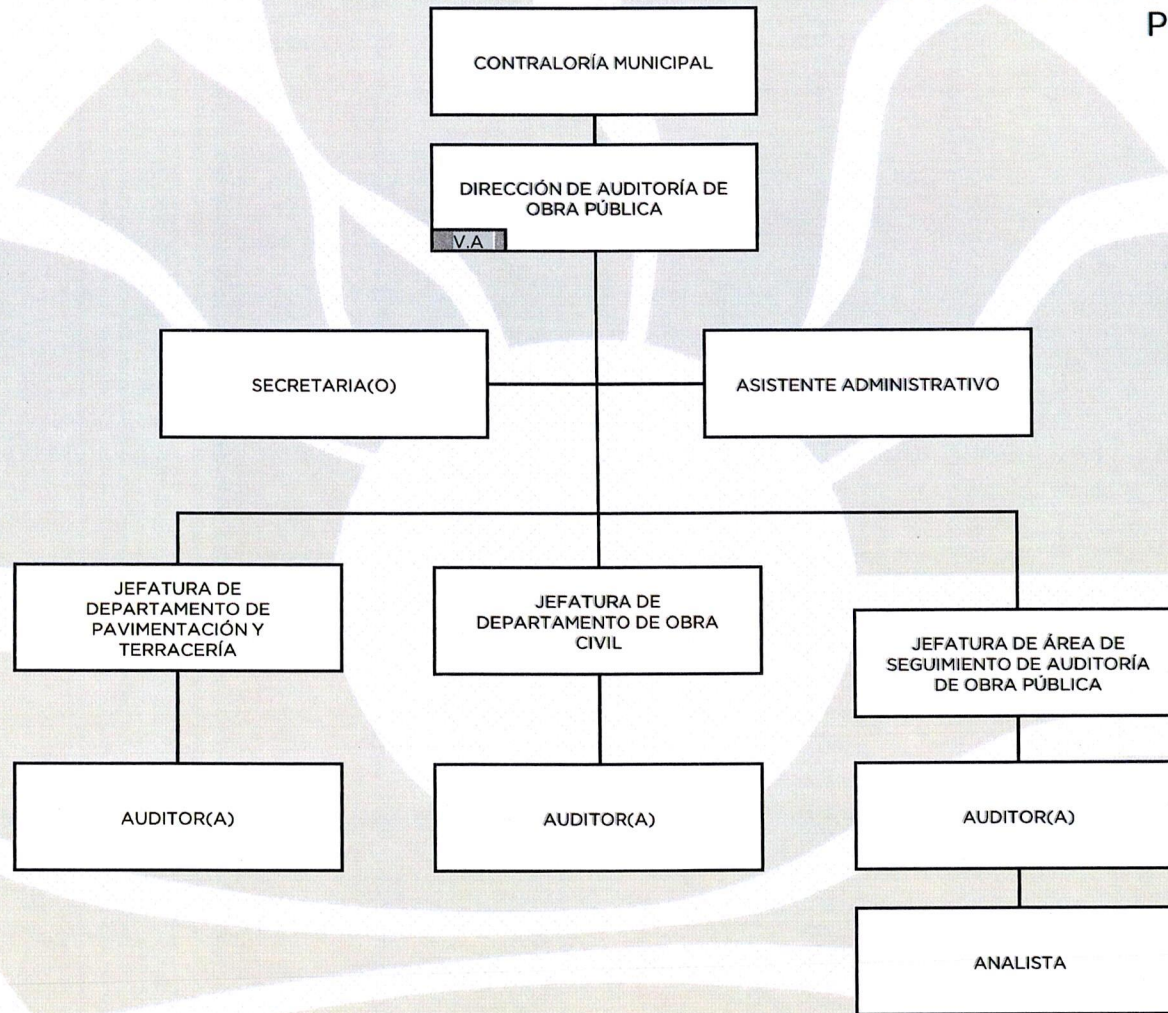 P
CONTRALORÍA MUNICIPAL
DIRECCIÓN DE AUDITORÍA DE
OBRA PÚBLICA
V.A
SECRETARIA(O)
ASISTENTE ADMINISTRATIVO
JEFATURA DE
DEPARTAMENTO DE
PAVIMENTACIÓN Y
TERRACERÍA
JEFATURA DE
DEPARTAMENTO DE OBRA
CIVIL
JEFATURA DE ÁREA DE
SEGUIMIENTO DE AUDITORÍA
DE OBRA PÚBLICA
AUDITOR(A)
AUDITOR(A)
AUDITOR(A)
ANALISTA